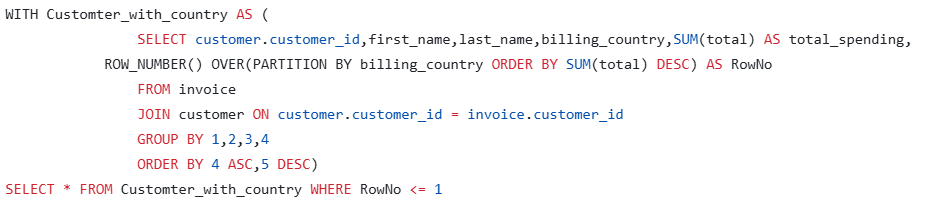 WITH Customter_with_country AS (
SELECT customer.customer_id,first_name,last_name,billing_country,SUM(total) AS total_spending,
ROW_NUMBER() OVER(PARTITION BY billing_country ORDER BY SUM(total) DESC) AS RowNo
FROM invoice
JOIN customer ON customer.customer_id = invoice.customer_id
GROUP BY 1,2,3,4
ORDER BY 4 ASC,5 DESC)
SELECT * FROM Customter_with_country WHERE RowNo <= 1